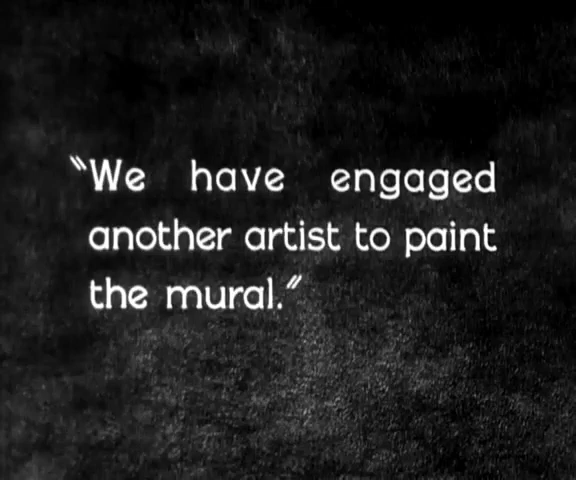 “We have engaged
another artist to paint
the mural.”